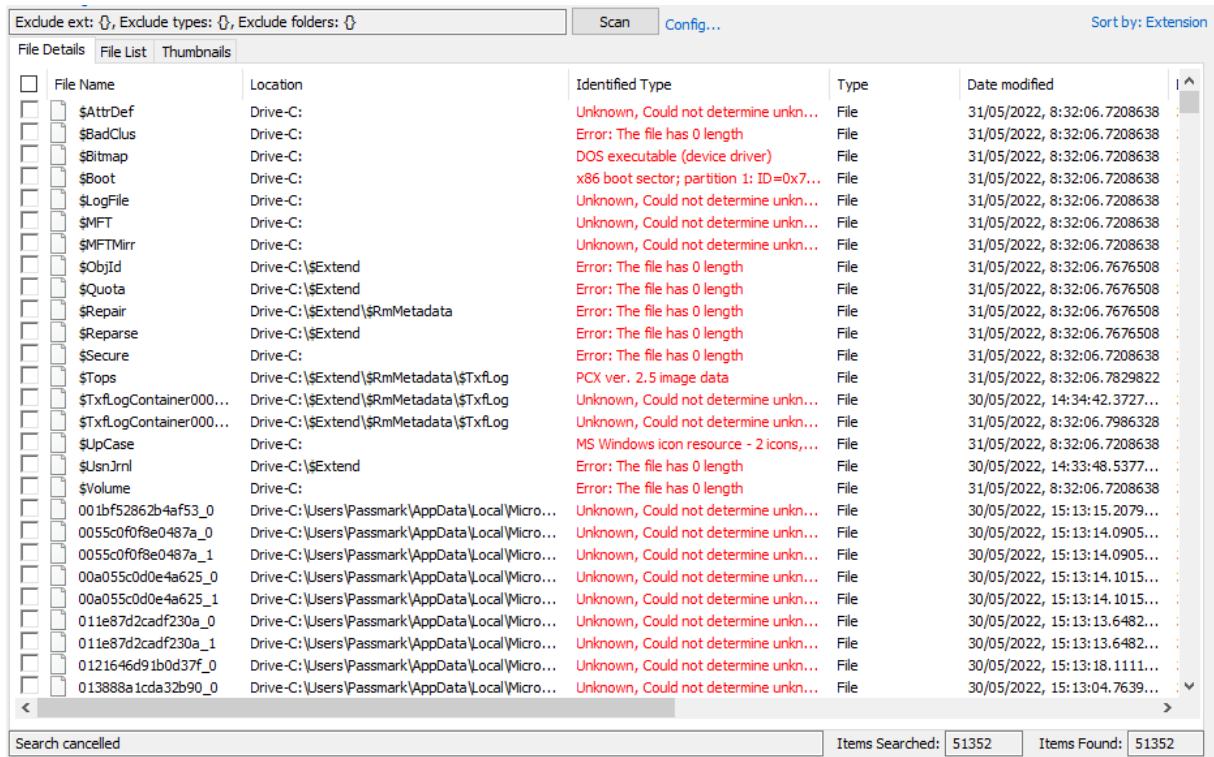 Exclude ext: {}, Exclude types: {}, Exclude folders: {} Scan Config... Sort by: Extension
File Details File List Thumbnails
File Name Location Identified Type Type Date modified
$AttrDef Drive-C: Unknown, Could not determine unkn... File 31/05/2022, 8:32:06.7208638
$BadClus Drive-C: Error: The file has 0 length File 31/05/2022, 8:32:06.7208638
$Bitmap Drive-C: DOS executable (device driver) File 31/05/2022, 8:32:06.7208638
$Boot Drive-C: x86 boot sector; partition 1: ID=0x7... File 31/05/2022, 8:32:06.7208638
$LogFile Drive-C: Unknown, Could not determine unkn... File 31/05/2022, 8:32:06.7208638
$MFT Drive-C: Unknown, Could not determine unkn... File 31/05/2022, 8:32:06.7208638
$MFTMirr Drive-C: Unknown, Could not determine unkn... File 31/05/2022, 8:32:06.7208638
$ObjId Drive-C:\$Extend Error: The file has 0 length File 31/05/2022, 8:32:06.7676508
$Quota Drive-C:\$Extend Error: The file has 0 length File 31/05/2022, 8:32:06.7676508
$Repair Drive-C:\$Extend\$RmMetadata Error: The file has 0 length File 31/05/2022, 8:32:06.7676508
$Reparse Drive-C:\$Extend Error: The file has 0 length File 31/05/2022, 8:32:06.7676508
$Secure Drive-C: Error: The file has 0 length File 31/05/2022, 8:32:06.7208638
$Tops Drive-C:\$Extend\$RmMetadata\$TxfLog PCX ver. 2.5 image data File 31/05/2022, 8:32:06.7829822
$TxfLogContainer000... Drive-C:\$Extend\$RmMetadata\$TxfLog Unknown, Could not determine unkn... File 30/05/2022, 14:34:42.3727...
$TxfLogContainer000... Drive-C:\$Extend\$RmMetadata\$TxfLog Unknown, Could not determine unkn... File 31/05/2022, 8:32:06.7986328
$UpCase Drive-C: MS Windows icon resource - 2 icons,... File 31/05/2022, 8:32:06.7208638
$UsnJrnl Drive-C:\$Extend Error: The file has 0 length File 30/05/2022, 14:33:48.5377...
$Volume Drive-C: Error: The file has 0 length File 31/05/2022, 8:32:06.7208638
001bf52862b4af53_0 Drive-C:\Users\Passmark\AppData\Local\Micro... Unknown, Could not determine unkn... File 30/05/2022, 15:13:15.2079...
0055c0f0f8e0487a_0 Drive-C:\Users\Passmark\AppData\Local\Micro... Unknown, Could not determine unkn... File 30/05/2022, 15:13:14.0905...
0055c0f0f8e0487a_1 Drive-C:\Users\Passmark\AppData\Local\Micro... Unknown, Could not determine unkn... File 30/05/2022, 15:13:14.0905...
00a055c0d0e4a625_0 Drive-C:\Users\Passmark\AppData\Local\Micro... Unknown, Could not determine unkn... File 30/05/2022, 15:13:14.1015...
00a055c0d0e4a625_1 Drive-C:\Users\Passmark\AppData\Local\Micro... Unknown, Could not determine unkn... File 30/05/2022, 15:13:14.1015...
011e87d2cadf230a_0 Drive-C:\Users\Passmark\AppData\Local\Micro... Unknown, Could not determine unkn... File 30/05/2022, 15:13:13.6482...
011e87d2cadf230a_1 Drive-C:\Users\Passmark\AppData\Local\Micro... Unknown, Could not determine unkn... File 30/05/2022, 15:13:13.6482...
0121646d91b0d37f_0 Drive-C:\Users\Passmark\AppData\Local\Micro... Unknown, Could not determine unkn... File 30/05/2022, 15:13:18.1111...
013888a1cda32b90_0 Drive-C:\Users\Passmark\AppData\Local\Micro... Unknown, Could not determine unkn... File 30/05/2022, 15:13:04.7639...
Search cancelled Items Searched: 51352 Items Found: 51352